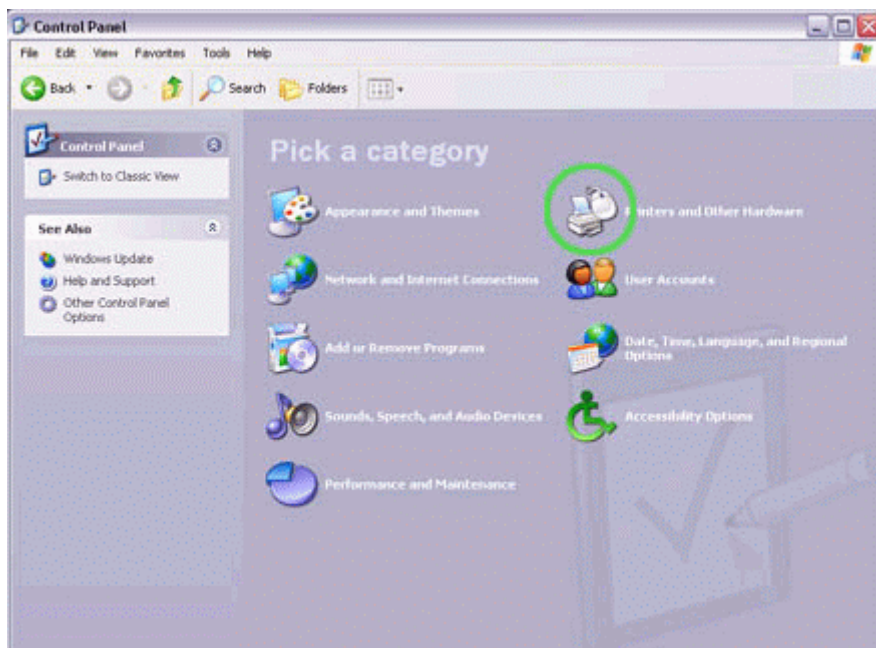 Control Panel
File Edit View Favorites Tools Help
Back Search Folders
Control Panel
Switch to Classic View
See Also
Windows Update
Help and Support
Other Control Panel
Options
Pick a category
Appearance and Themes
Printers and Other Hardware
Network and Internet Connections
User Accounts
Add or Remove Programs
Date, Time, Language, and Regional
Options
Sounds, Speech, and Audio Devices
Accessibility Options
Performance and Maintenance